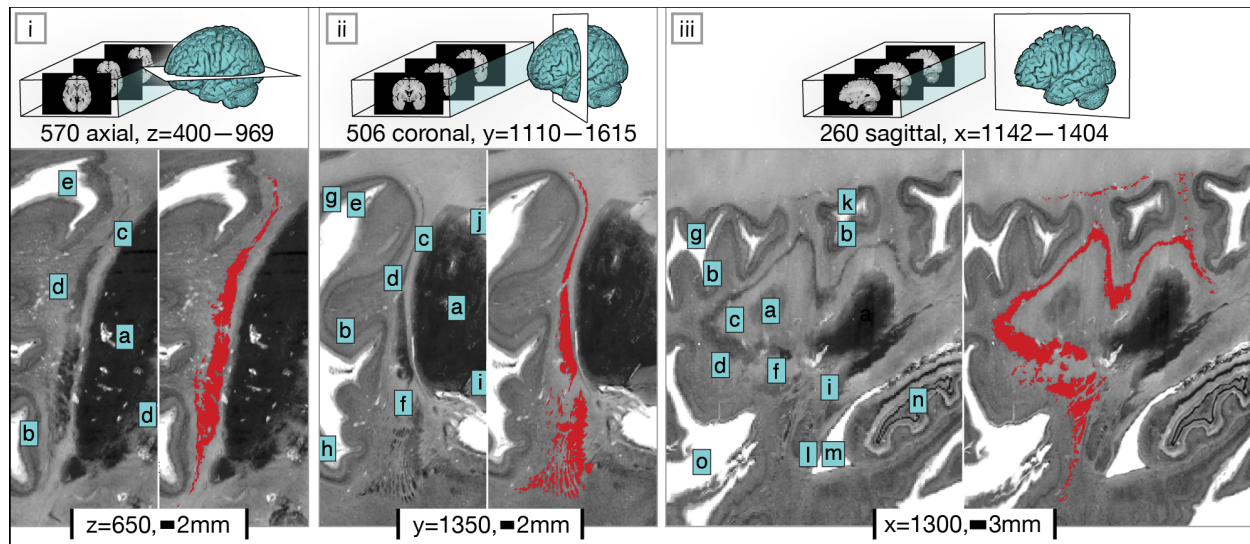 i
570 axial, z=400—969
e
c
d
a
d
b
z=650, 2mm
ii
506 coronal, y=1110—1615
g
e
j
c
d
a
b
i
f
h
y=1350, 2mm
iii
260 sagittal, x=1142—1404
k
g
b
b
a
c
a
d
f
i
n
l
m
o
x=1300, 3mm